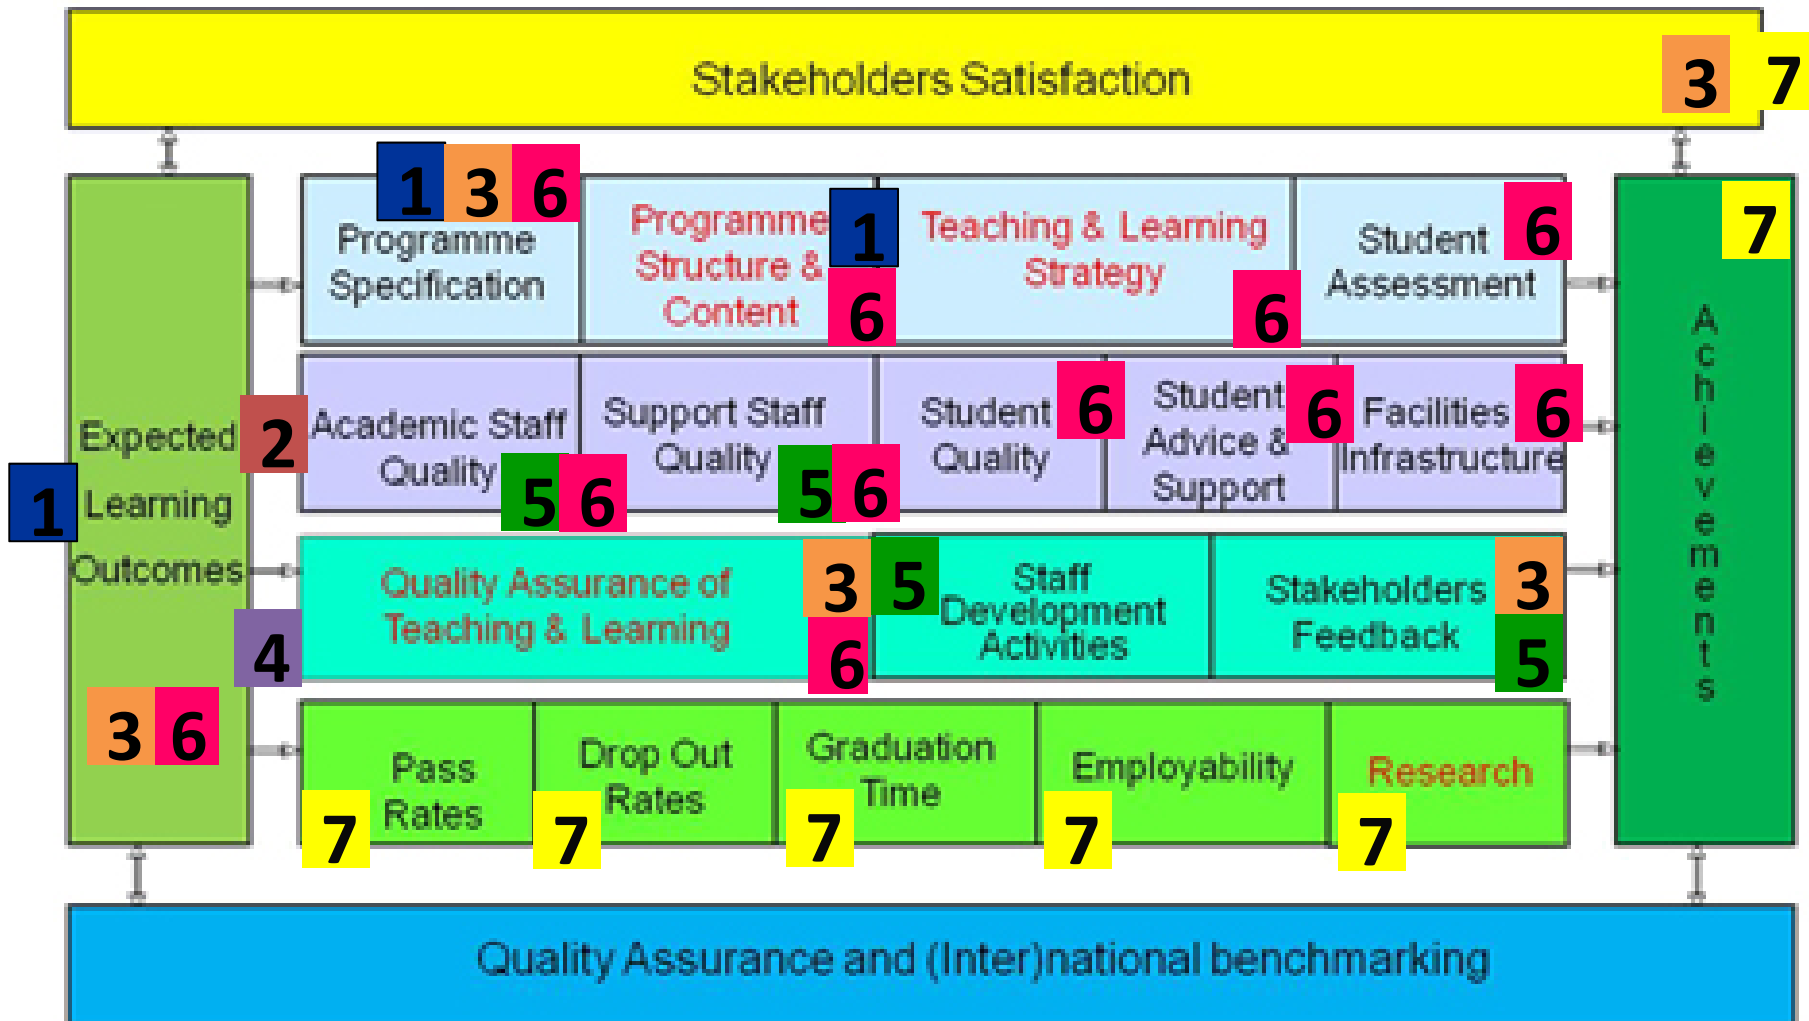 Stakeholders Satisfaction
3 7
1 3 6
Programme
Specification
Programme
Structure &
Content
1
6
Teaching & Learning
Strategy
6
Student
Assessment
6
Expected
Learning
Outcomes
1
2
4
3 6
Academic Staff
Quality
5 6
Support Staff
Quality
5 6
Student
Quality
6
Student
Advice &
Support
6
Facilities
Infrastructure
6
Quality Assurance of
Teaching & Learning
3
6
5
Staff
Development
Activities
Stakeholders
Feedback
3
5
Pass
Rates
7
Drop Out
Rates
7
Graduation
Time
7
Employability
7
Research
7
7
Achievements
Quality Assurance and (Inter)national benchmarking